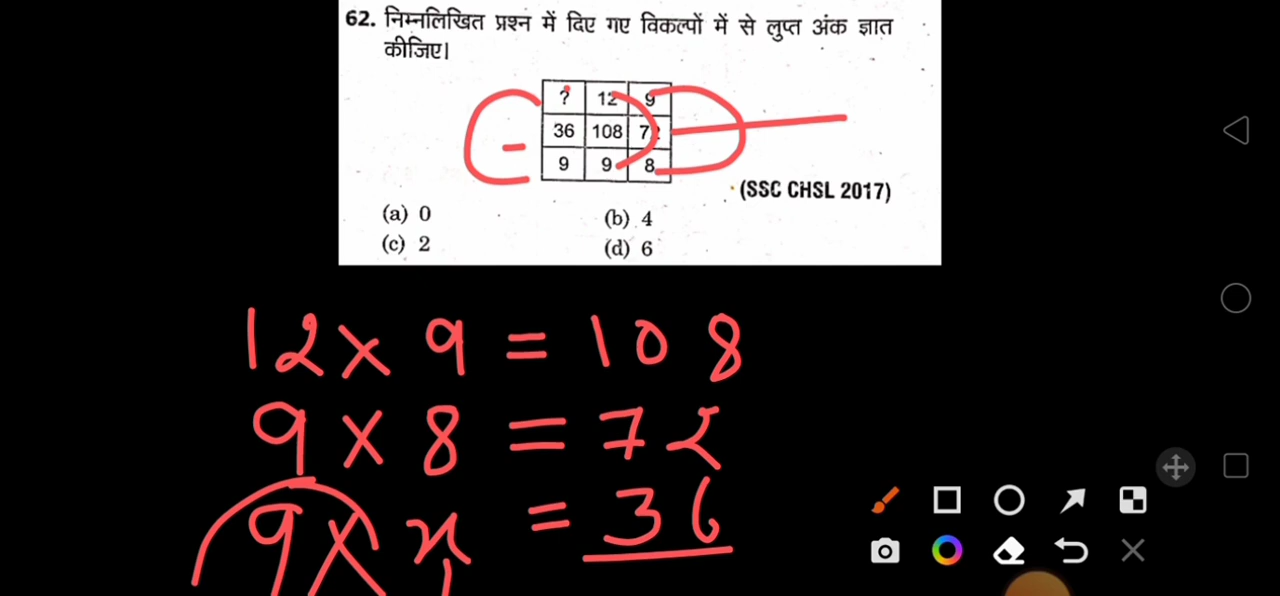 62. निम्नलिखित प्रश्न में दिए गए विकल्पों में से लुप्त अंक ज्ञात
कीजिए।
? 12 9
36 108 72
9 9 8
(SSC CHSL 2017)
(a) 0 (b) 4
(c) 2 (d) 6
12 × 9 = 108
9 × 8 = 72
9 × x = 36